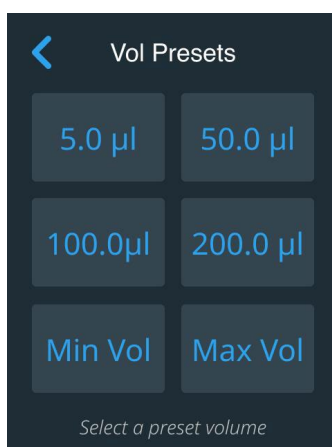 Vol Presets
5.0 µl 50.0 µl
100.0µl 200.0 µl
Min Vol Max Vol
Select a preset volume